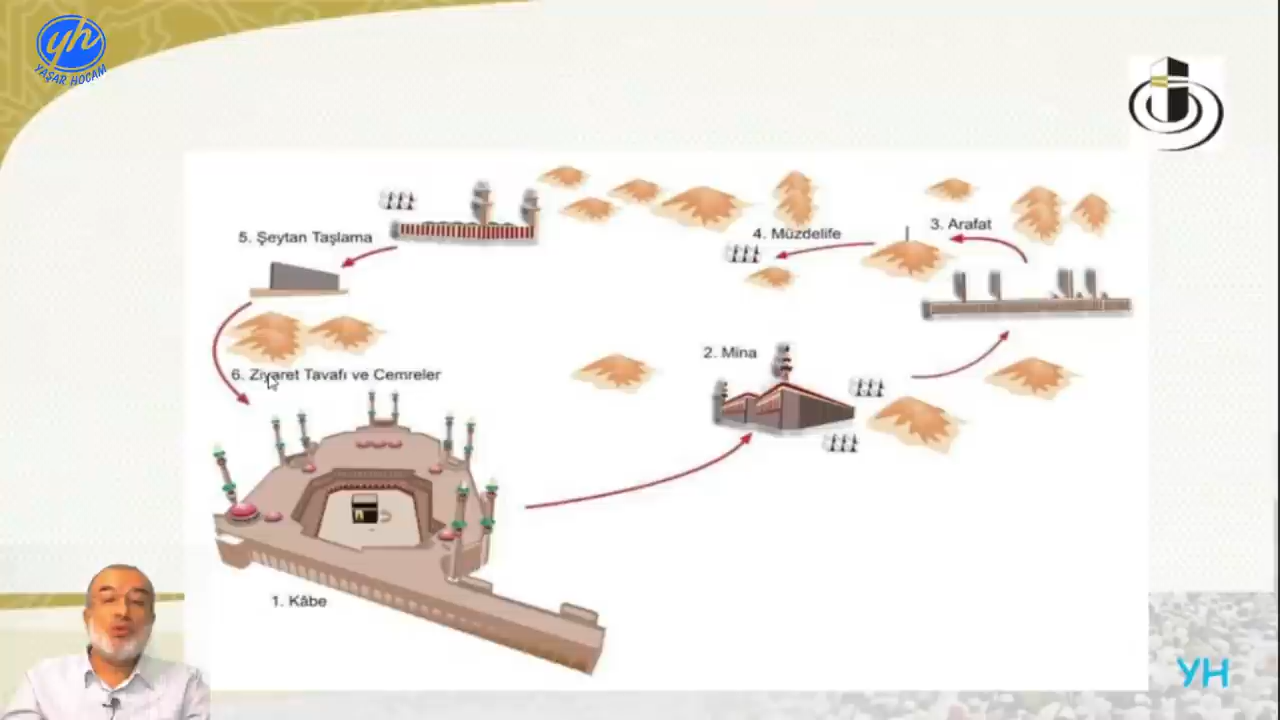 yh
YAŞAR HOCAM
5. Şeytan Taşlama
4. Müzdelife
3. Arafat
2. Mina
6. Ziyaret Tavafı ve Cemreler
1. Kâbe
YH